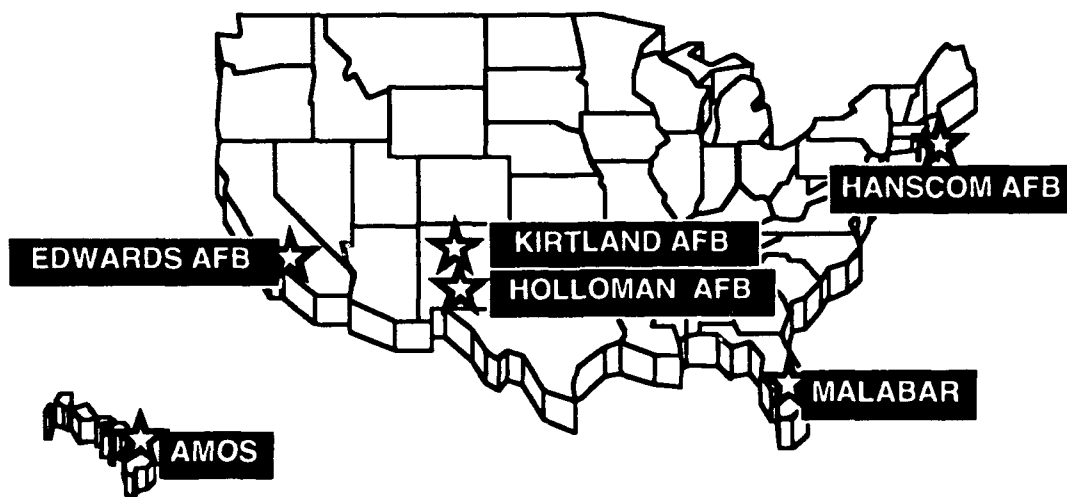 HANSCOM AFB
EDWARDS AFB
KIRTLAND AFB
HOLLOMAN AFB
MALABAR
AMOS